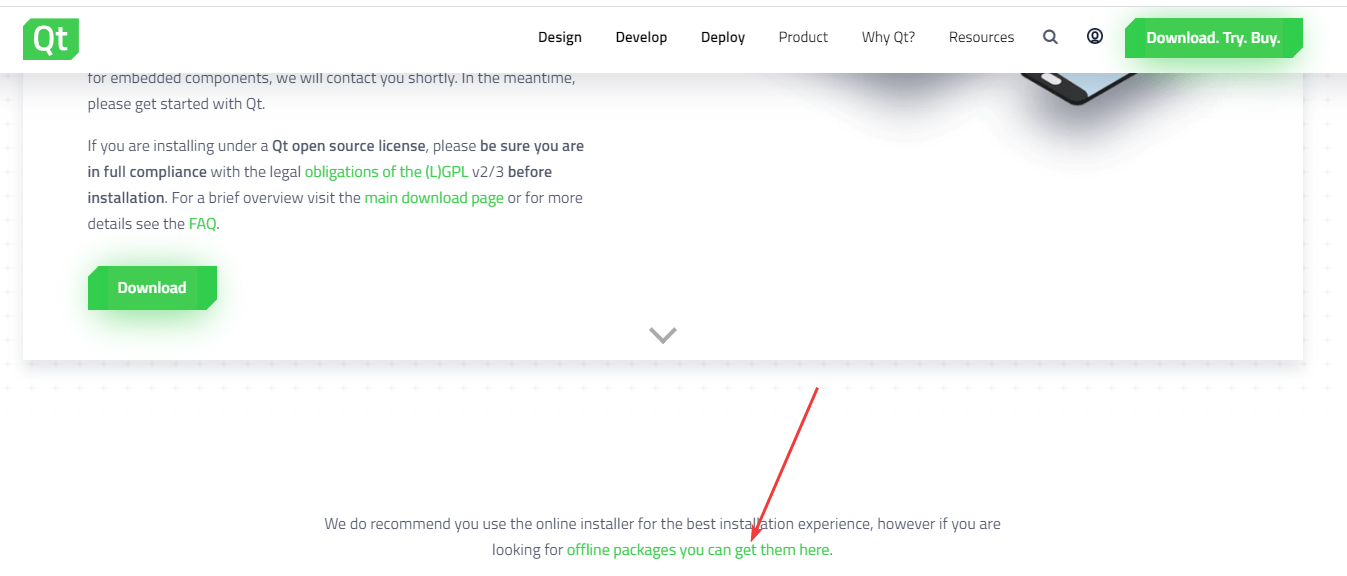 Qt
Design Develop Deploy Product Why Qt? Resources Download. Try. Buy.
for embedded components, we will contact you shortly. In the meantime,
please get started with Qt.
If you are installing under a Qt open source license, please be sure you are
in full compliance with the legal obligations of the (L)GPL v2/3 before
installation. For a brief overview visit the main download page or for more
details see the FAQ.
Download
We do recommend you use the online installer for the best installation experience, however if you are
looking for offline packages you can get them here.